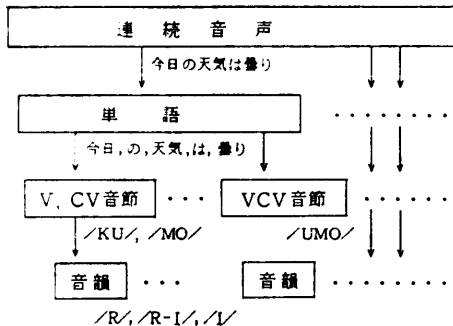 連続音声
今日の天気は曇り
単語
今日,の,天気,は,曇り
V, CV音節 ・・・ VCV音節
/KU/, /MO/ /UMO/
音韻 ・・・ 音韻
/R/, /R-I/, /I/